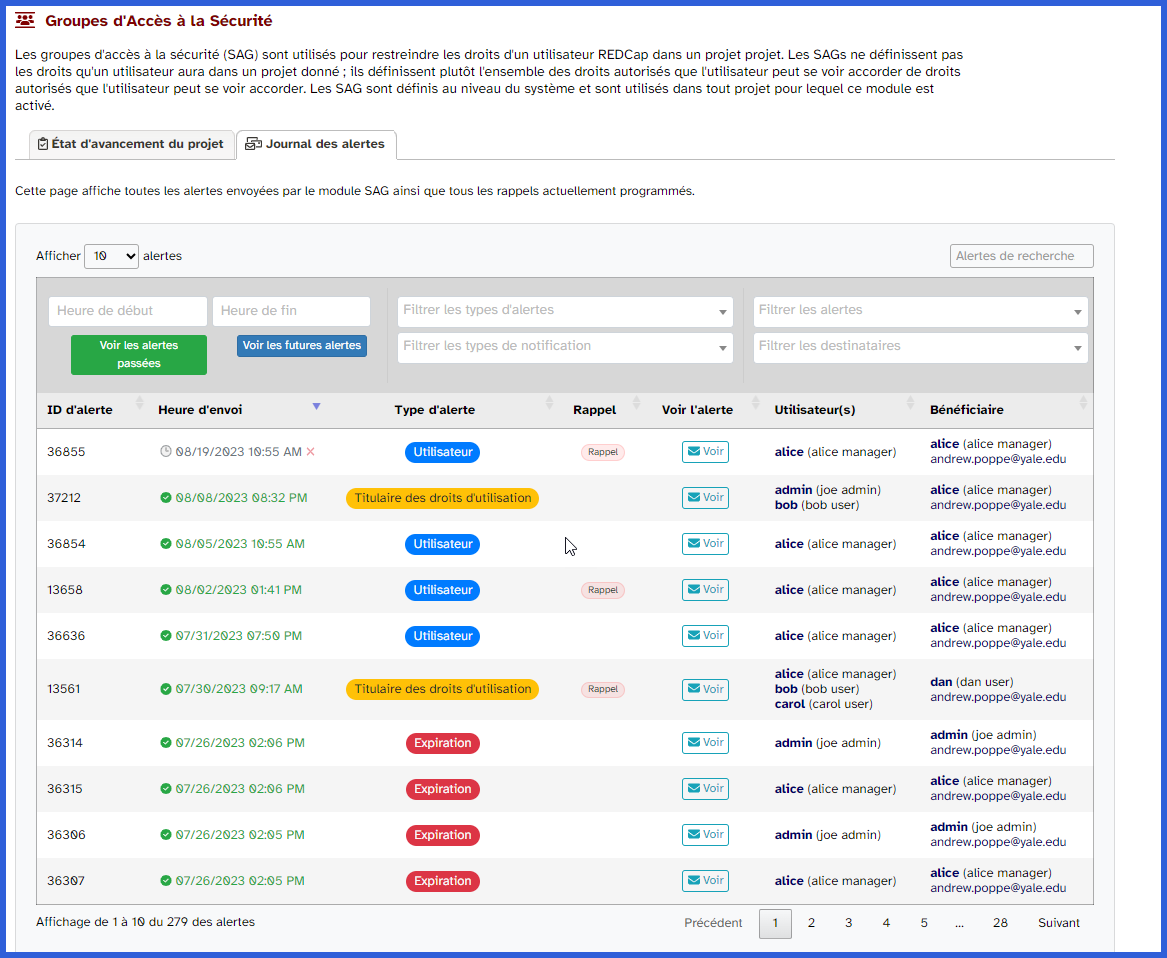 Groupes d'Accès à la Sécurité
Les groupes d'accès à la sécurité (SAG) sont utilisés pour restreindre les droits d'un utilisateur REDCap dans un projet projet. Les SAGs ne définissent pas
les droits qu'un utilisateur aura dans un projet donné ; ils définissent plutôt l'ensemble des droits autorisés que l'utilisateur peut se voir accorder de droits
autorisés que l'utilisateur peut se voir accorder. Les SAG sont définis au niveau du système et sont utilisés dans tout projet pour lequel ce module est
activé.
État d'avancement du projet Journal des alertes
Cette page affiche toutes les alertes envoyées par le module SAG ainsi que tous les rappels actuellement programmés.
Afficher 10 alertes Alertes de recherche
Heure de début Heure de fin Filtrer les types d'alertes Filtrer les alertes
Voir les alertes
passées
Voir les futures alertes Filtrer les types de notification Filtrer les destinataires
ID d'alerte Heure d'envoi Type d'alerte Rappel Voir l'alerte Utilisateur(s) Bénéficiaire
36855 08/19/2023 10:55 AM Utilisateur Rappel Voir alice (alice manager) alice (alice manager)
andrew.poppe@yale.edu
37212 08/08/2023 08:32 PM Titulaire des droits d'utilisation Voir admin (joe admin) alice (alice manager)
bob (bob user) andrew.poppe@yale.edu
36854 08/05/2023 10:55 AM Utilisateur Voir alice (alice manager) alice (alice manager)
andrew.poppe@yale.edu
13658 08/02/2023 01:41 PM Utilisateur Rappel Voir alice (alice manager) alice (alice manager)
andrew.poppe@yale.edu
36636 07/31/2023 07:50 PM Utilisateur Voir alice (alice manager) alice (alice manager)
andrew.poppe@yale.edu
13561 07/30/2023 09:17 AM Titulaire des droits d'utilisation Rappel Voir alice (alice manager) dan (dan user)
bob (bob user) andrew.poppe@yale.edu
carol (carol user)
36314 07/26/2023 02:06 PM Expiration Voir admin (joe admin) admin (joe admin)
andrew.poppe@yale.edu
36315 07/26/2023 02:06 PM Expiration Voir alice (alice manager) alice (alice manager)
andrew.poppe@yale.edu
36306 07/26/2023 02:05 PM Expiration Voir admin (joe admin) admin (joe admin)
andrew.poppe@yale.edu
36307 07/26/2023 02:05 PM Expiration Voir alice (alice manager) alice (alice manager)
andrew.poppe@yale.edu
Affichage de 1 à 10 du 279 des alertes Précédent 1 2 3 4 5 ... 28 Suivant